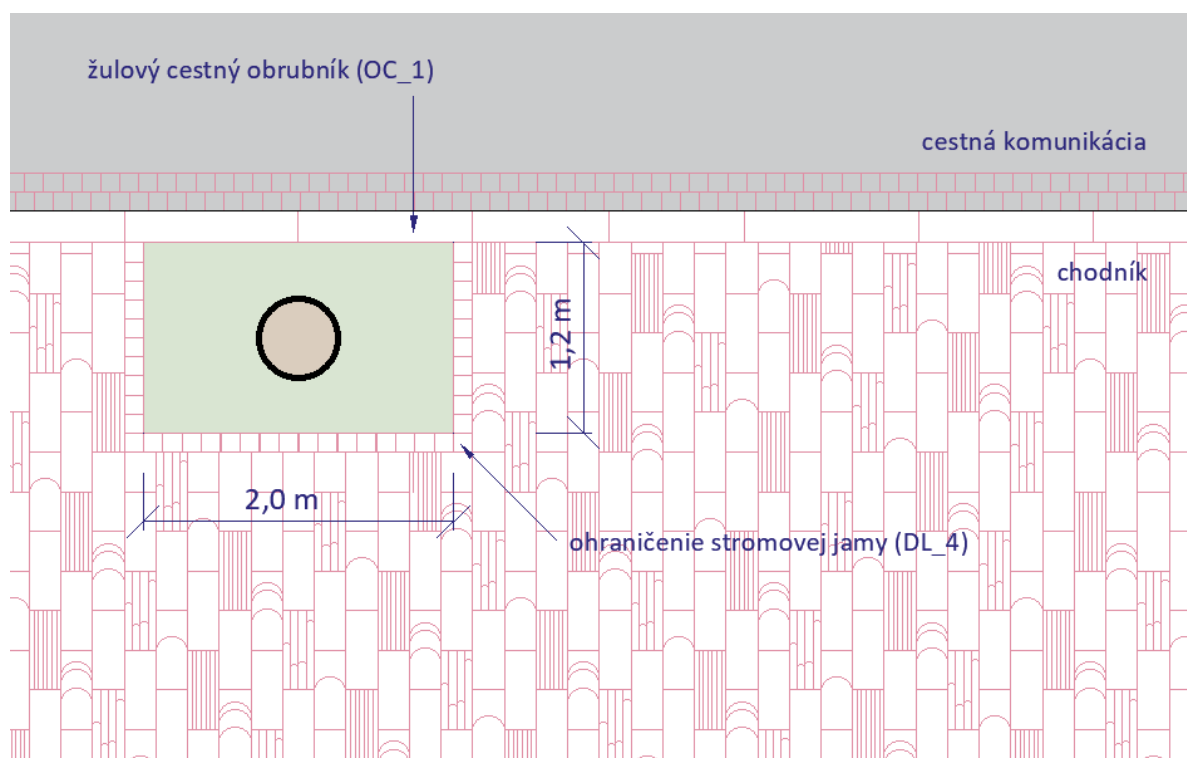 žulový cestný obrubník (OC_1)
cestná komunikácia
chodník
1,2 m
2,0 m
ohraničenie stromovej jamy (DL_4)